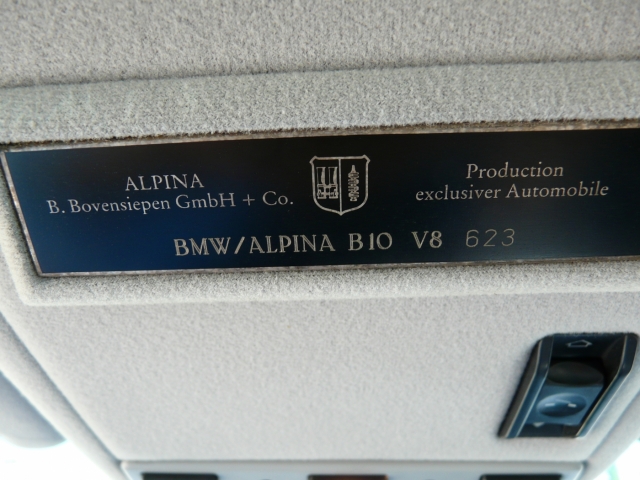 ALPINA
B. Bovensiepen GmbH + Co.
Production
exclusiver Automobile
BMW/ALPINA B10 V8 623